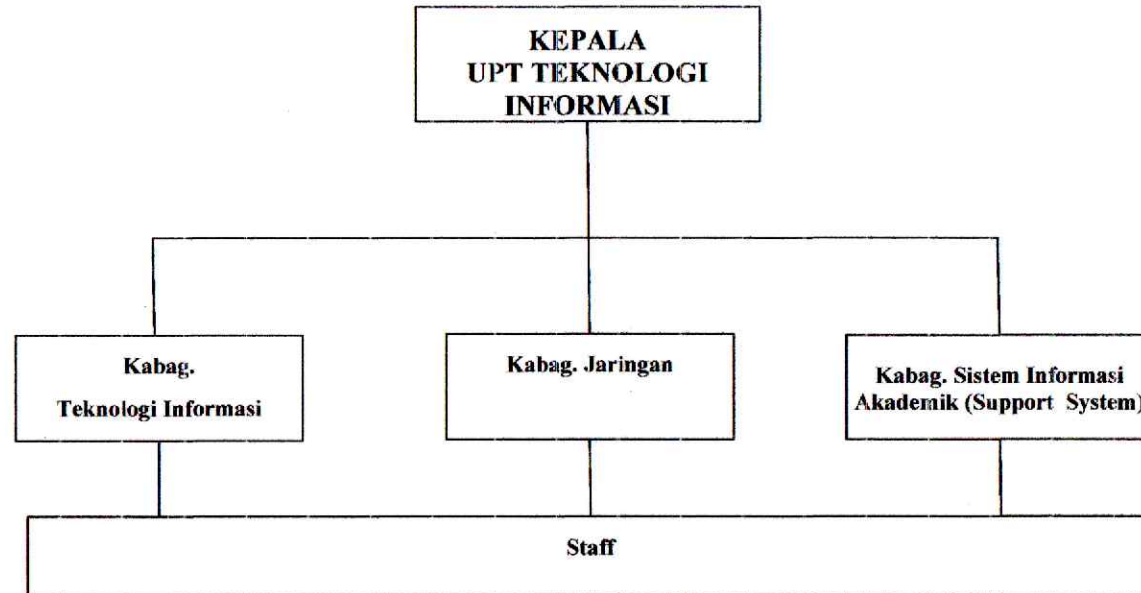 KEPALA
UPT TEKNOLOGI
INFORMASI
Kabag.
Teknologi Informasi
Kabag. Jaringan
Kabag. Sistem Informasi
Akademik (Support System)
Staff